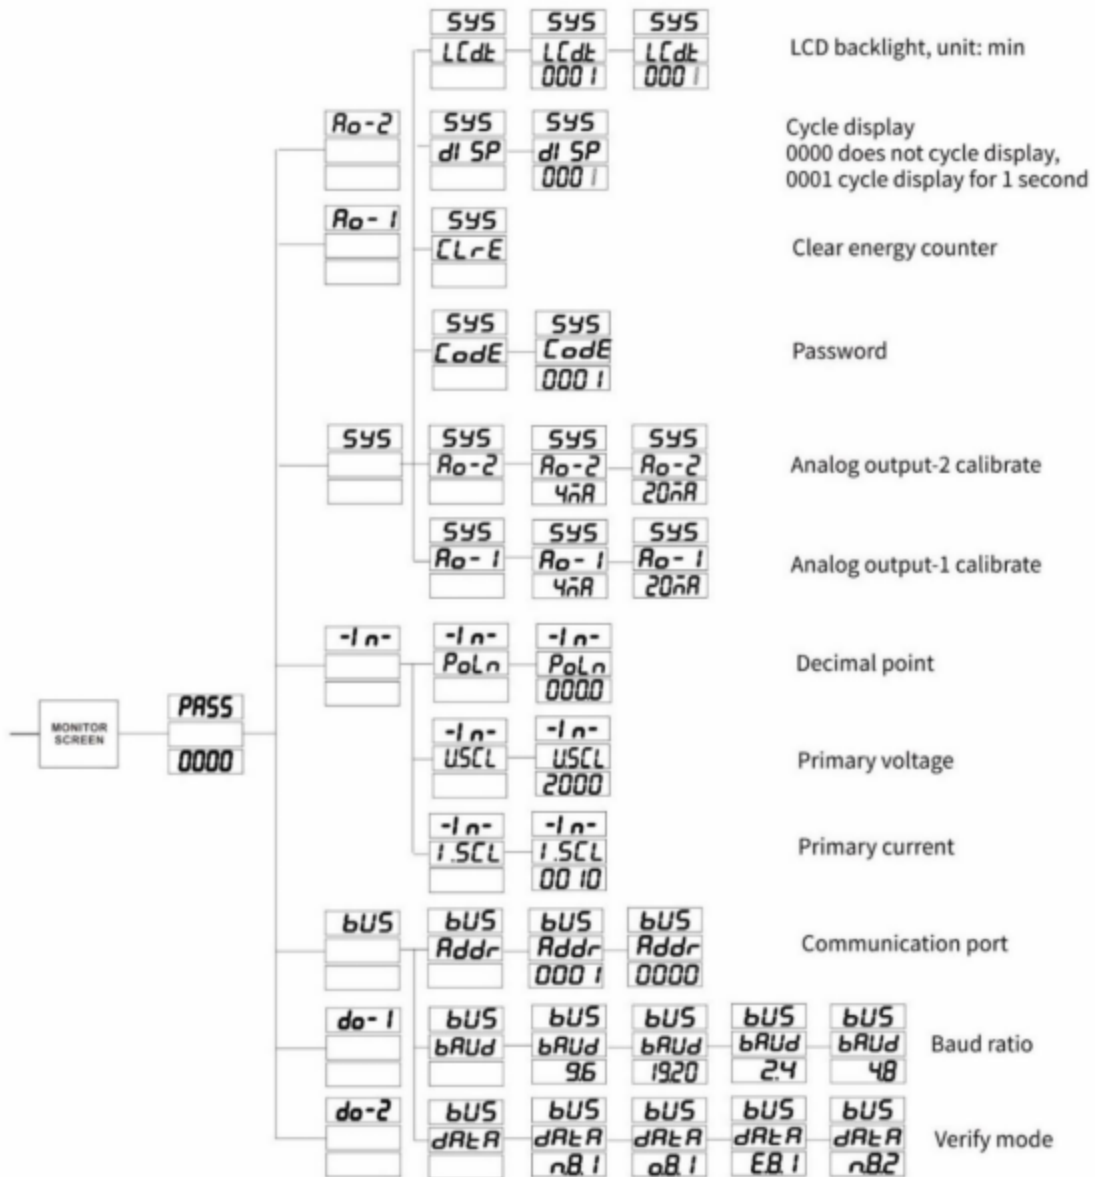 SYS SYS SYS
LCdt LCdt LCdt LCD backlight, unit: min
0001 0001
Ao-2 SYS SYS Cycle display
dISP dISP 0000 does not cycle display,
0001 0001 cycle display for 1 second
Ao-1 SYS
CLrE Clear energy counter
SYS SYS
CodE CodE Password
0001
SYS SYS SYS SYS
Ao-2 Ao-2 Ao-2 Analog output-2 calibrate
4mA 20mA
SYS SYS SYS
Ao-1 Ao-1 Ao-1 Analog output-1 calibrate
4mA 20mA
-In- -In- -In-
PoLn PoLn Decimal point
000.0
MONITOR
SCREEN
PASS
0000
-In- -In-
U.SCL U.SCL Primary voltage
2000
-In- -In-
I.SCL I.SCL Primary current
0010
bUS bUS bUS bUS
Addr Addr Addr Communication port
0001 0000
do-1 bUS bUS bUS bUS bUS
bAUd bAUd bAUd bAUd bAUd Baud ratio
9.6 19.20 2.4 4.8
do-2 bUS bUS bUS bUS bUS
dAtA dAtA dAtA dAtA dAtA Verify mode
n.8.1 o.8.1 E.8.1 n.8.2